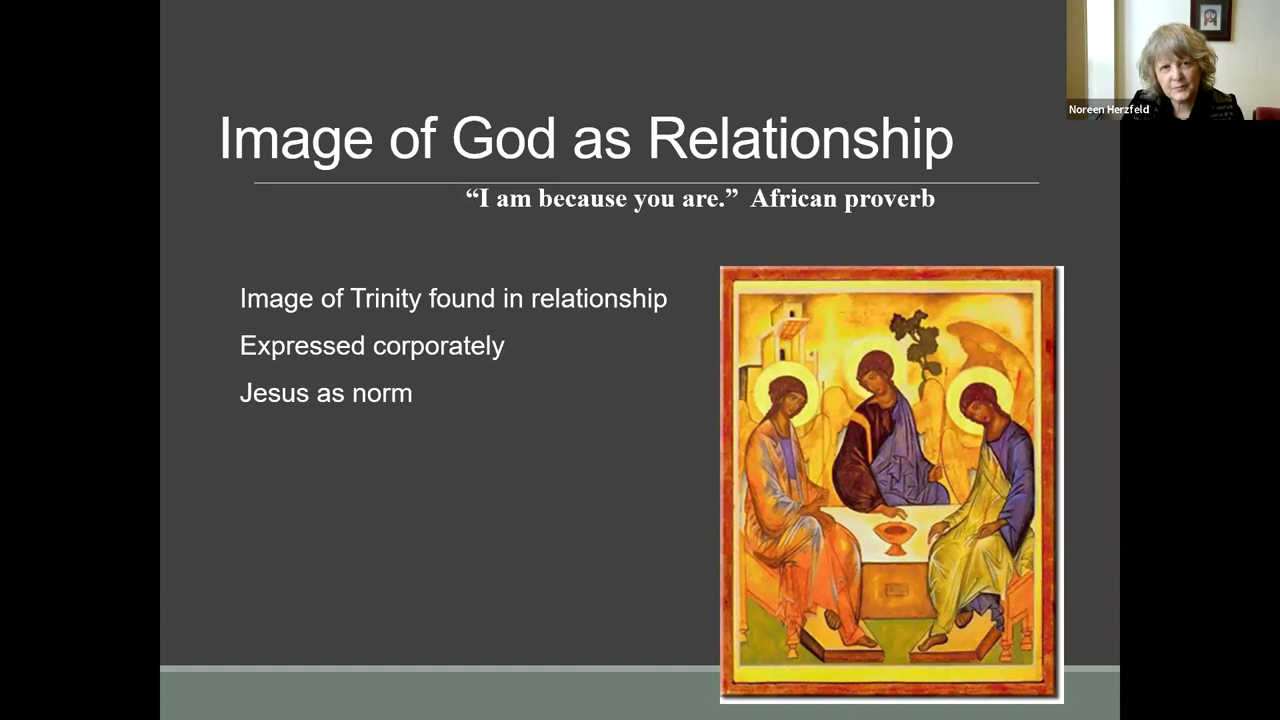 Noreen Herzfeld
Image of God as Relationship
“I am because you are.” African proverb
Image of Trinity found in relationship
Expressed corporately
Jesus as norm